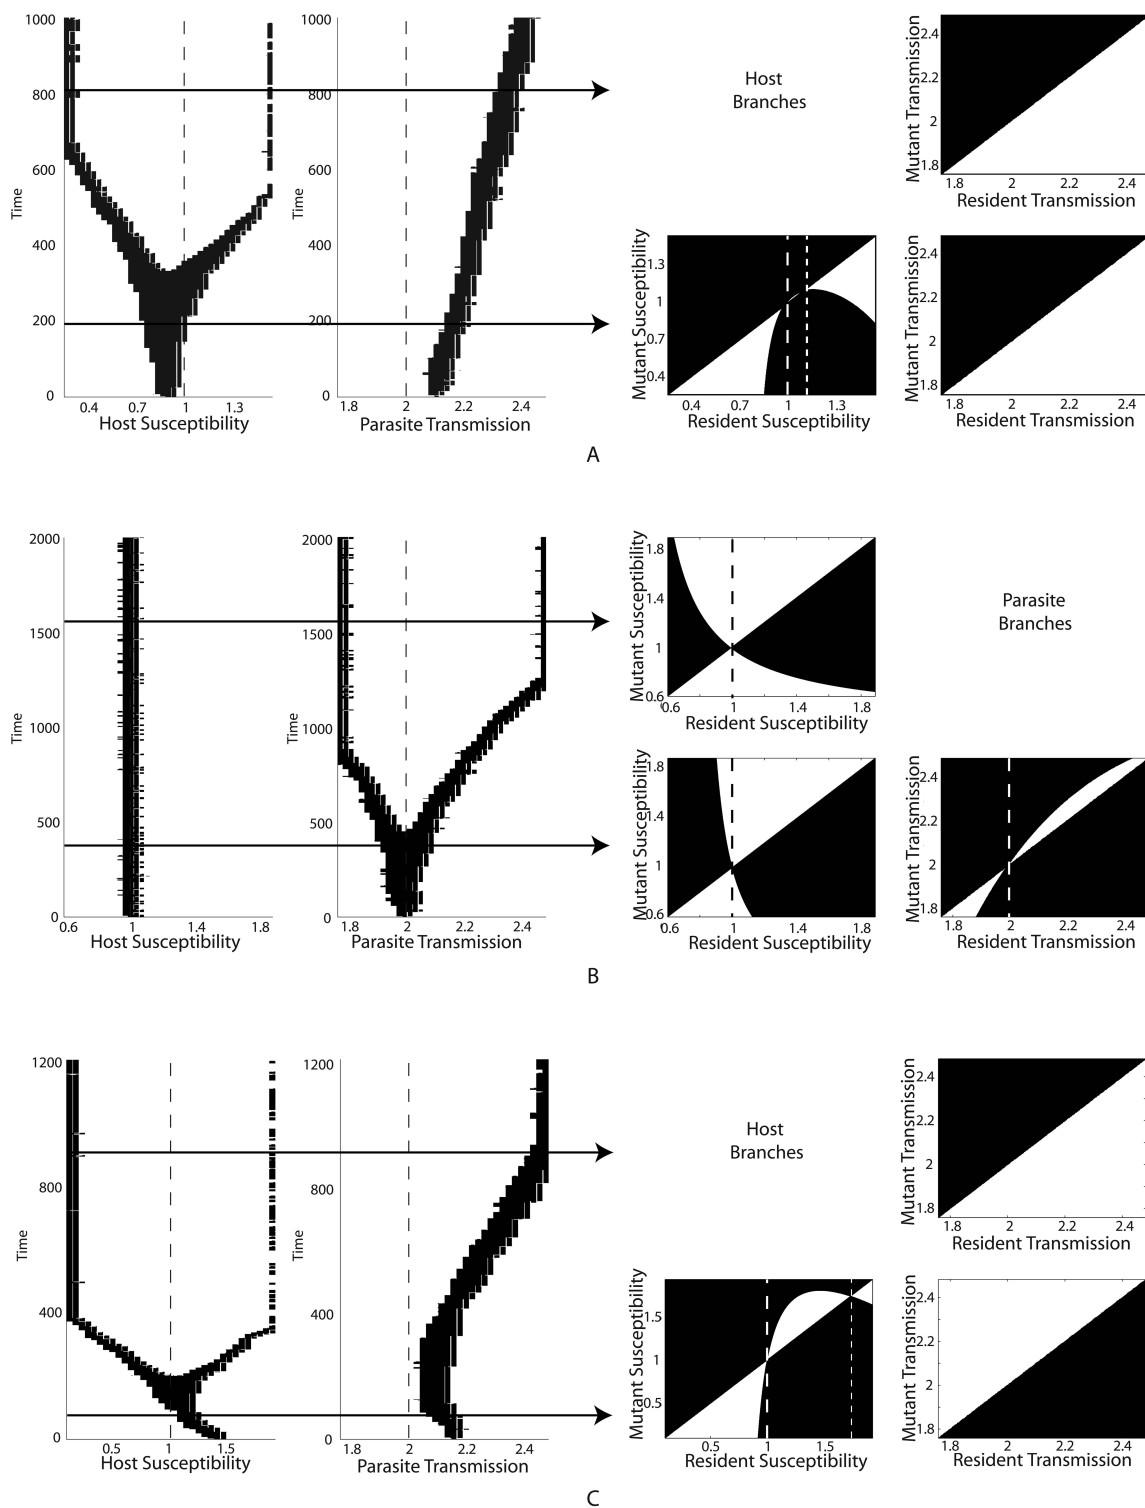 1000
800
600
400
200
0
Time
0.4 0.7 1 1.3
Host Susceptibility
1000
800
600
400
200
0
Time
1.8 2 2.2 2.4
Parasite Transmission
Host
Branches
Mutant Transmission
2.4
2.2
2
1.8
1.8 2 2.2 2.4
Resident Transmission
Mutant Susceptibility
1.3
1
0.7
0.4
0.4 0.7 1 1.3
Resident Susceptibility
Mutant Transmission
2.4
2.2
2
1.8
1.8 2 2.2 2.4
Resident Transmission
A
2000
1500
1000
500
0
Time
0.6 1 1.4 1.8
Host Susceptibility
2000
1500
1000
500
0
Time
1.8 2 2.2 2.4
Parasite Transmission
Mutant Susceptibility
1.8
1.4
1
0.6
0.6 1 1.4 1.8
Resident Susceptibility
Parasite
Branches
Mutant Susceptibility
1.8
1.4
1
0.6
0.6 1 1.4 1.8
Resident Susceptibility
Mutant Transmission
2.4
2.2
2
1.8
1.8 2 2.2 2.4
Resident Transmission
B
1200
800
400
0
Time
0.5 1 1.5
Host Susceptibility
1200
800
400
0
Time
1.8 2 2.2 2.4
Parasite Transmission
Host
Branches
Mutant Transmission
2.4
2.2
2
1.8
1.8 2 2.2 2.4
Resident Transmission
Mutant Susceptibility
1.5
1
0.5
0.5 1 1.5
Resident Susceptibility
Mutant Transmission
2.4
2.2
2
1.8
1.8 2 2.2 2.4
Resident Transmission
C